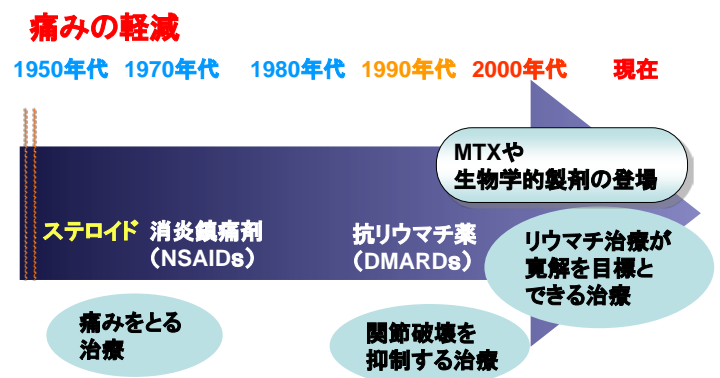 痛みの軽減
1950年代 1970年代 1980年代 1990年代 2000年代 現在
MTXや
生物学的製剤の登場
ステロイド 消炎鎮痛剤
（NSAIDs）
抗リウマチ薬
（DMARDs）
リウマチ治療が
寛解を目標と
できる治療
痛みをとる
治療
関節破壊を
抑制する治療